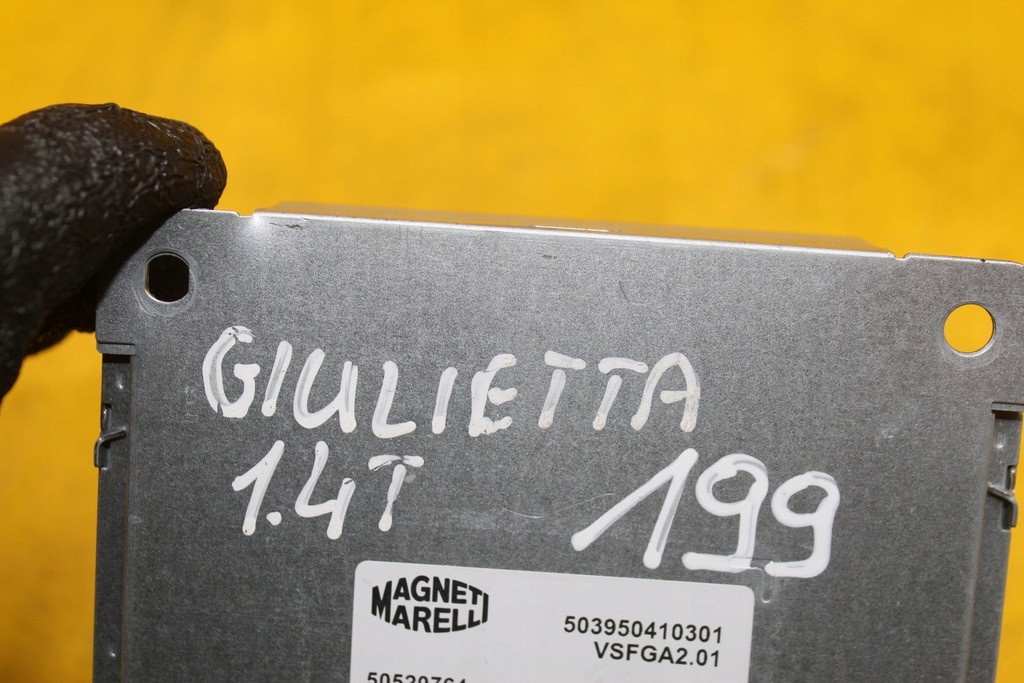 GIULIETTA
1.4T 199
MAGNETI
MARELLI
503950410301
VSFGA2.01